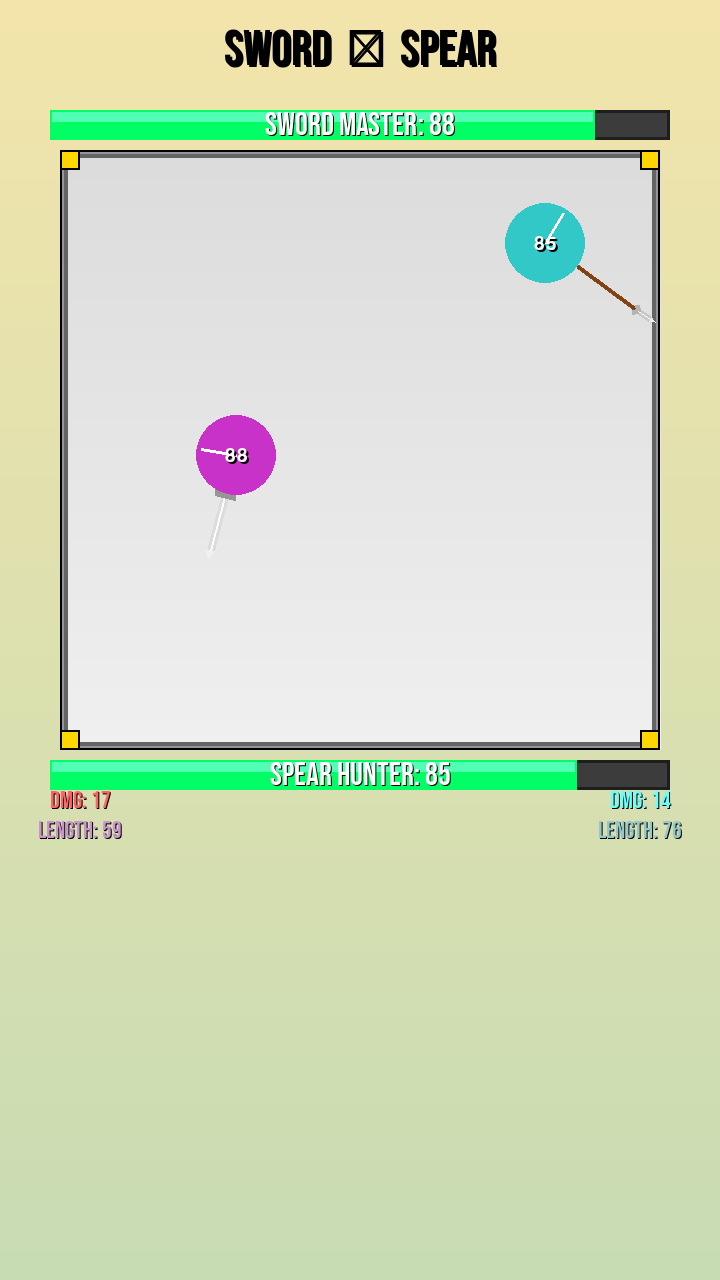 SWORD SPEAR
SWORD MASTER: 88
85
88
SPEAR HUNTER: 85
DMG: 17
DMG: 14
LENGTH: 59
LENGTH: 76